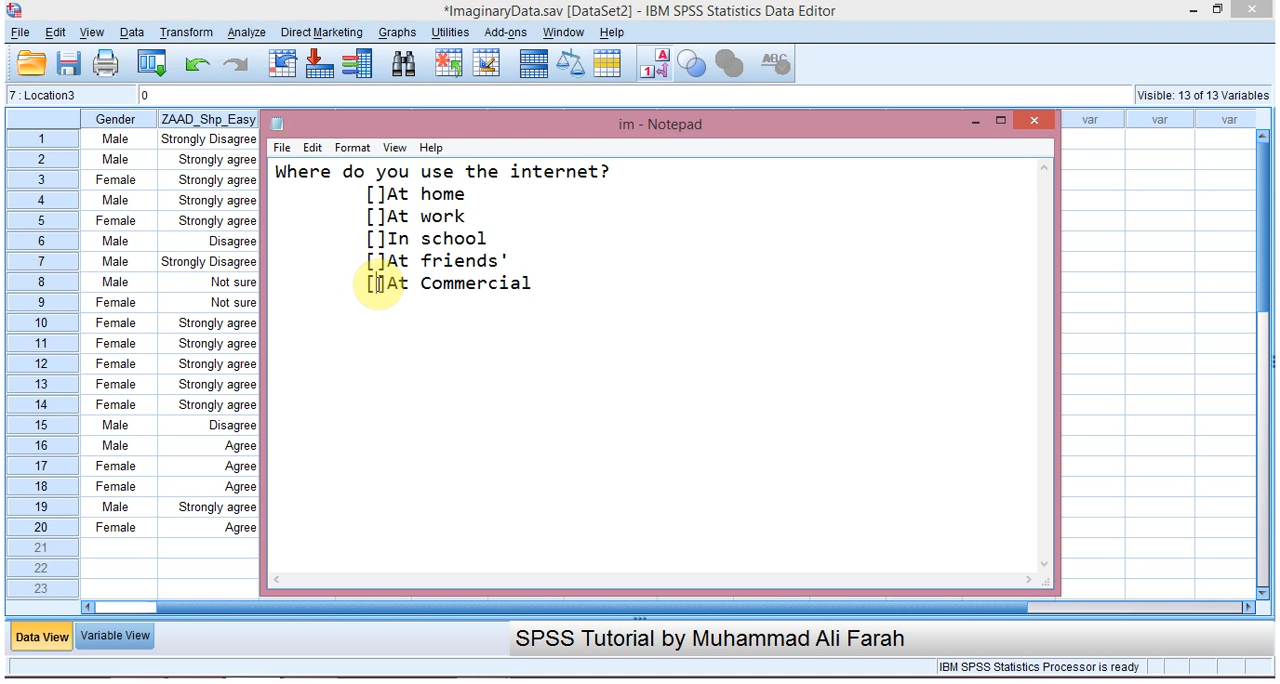 *ImaginaryData.sav [DataSet2] - IBM SPSS Statistics Data Editor
File Edit View Data Transform Analyze Direct Marketing Graphs Utilities Add-ons Window Help
7 : Location3 0 Visible: 13 of 13 Variables
Gender ZAAD_Shp_Easy var var var
1 Male Strongly Disagree
2 Male Strongly agree
3 Female Strongly agree
4 Male Strongly agree
5 Female Strongly agree
6 Male Disagree
7 Male Strongly Disagree
8 Male Not sure
9 Female Not sure
10 Female Strongly agree
11 Female Strongly agree
12 Female Strongly agree
13 Female Strongly agree
14 Female Strongly agree
15 Male Disagree
16 Male Agree
17 Female Agree
18 Female Agree
19 Male Strongly agree
20 Female Agree
21
22
23
im - Notepad
File Edit Format View Help
Where do you use the internet?
[]At home
[]At work
[]In school
[]At friends'
[]At Commercial
Data View Variable View
SPSS Tutorial by Muhammad Ali Farah
IBM SPSS Statistics Processor is ready